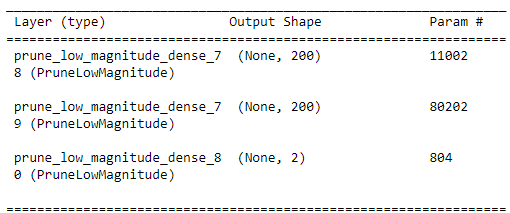 Layer (type) Output Shape Param #
=================================================================
prune_low_magnitude_dense_7 (None, 200) 11002
8 (PruneLowMagnitude)
prune_low_magnitude_dense_7 (None, 200) 80202
9 (PruneLowMagnitude)
prune_low_magnitude_dense_8 (None, 2) 804
0 (PruneLowMagnitude)
=================================================================